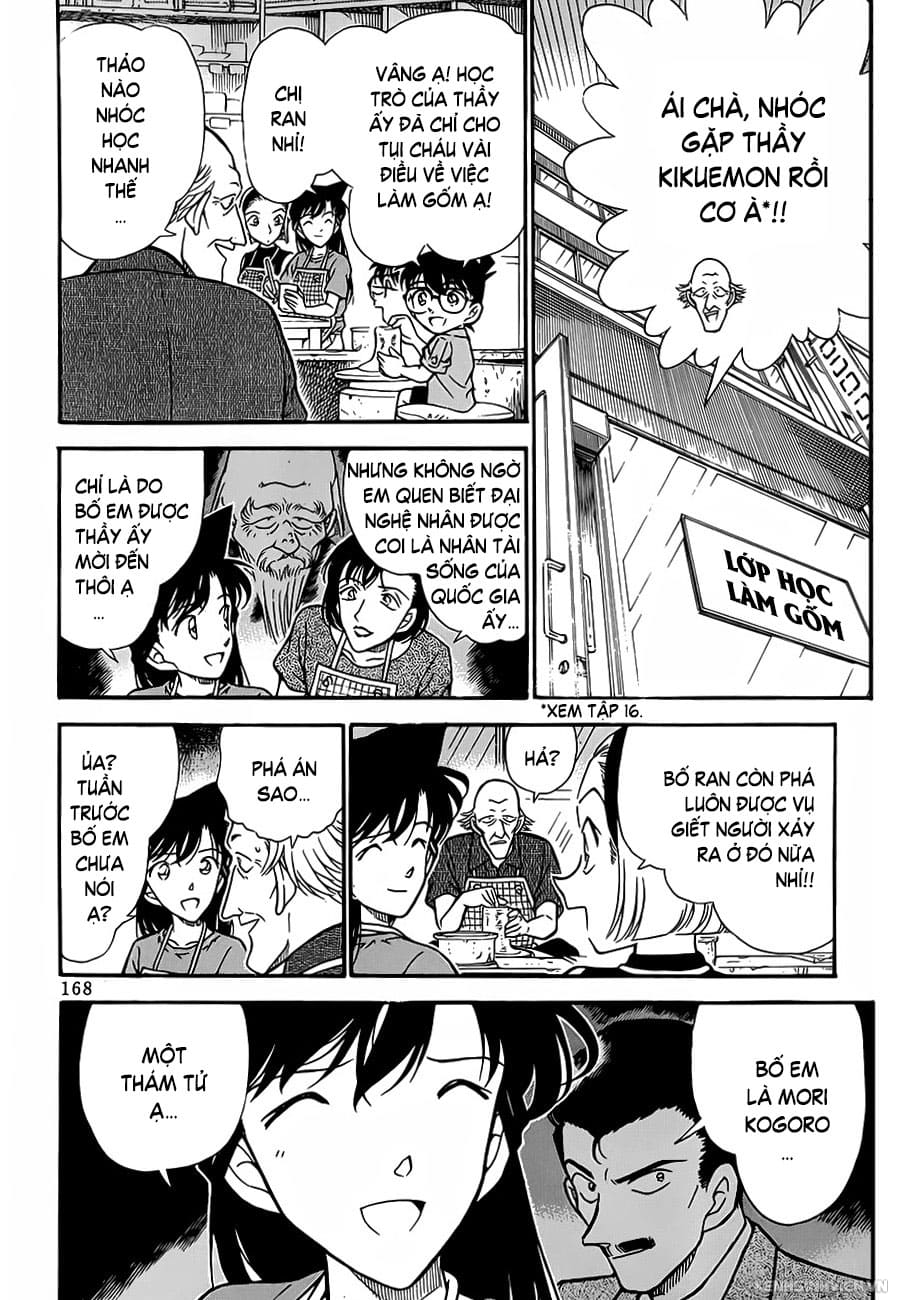 ÁI CHÀ, NHÓC
GẶP THẦY
KIKUEMON RỒI
CƠ À*!!
LỚP HỌC
LÀM GỐM
*XEM TẬP 16.
VÂNG Ạ! HỌC
TRÒ CỦA THẦY
ẤY ĐÃ CHỈ CHO
TỤI CHÁU VÀI
ĐIỀU VỀ VIỆC
LÀM GỐM Ạ!
CHỊ
RAN
NHỈ!
THẢO
NÀO
NHÓC
HỌC
NHANH
THẾ
...
NHƯNG KHÔNG NGỜ
EM QUEN BIẾT ĐẠI
NGHỆ NHÂN ĐƯỢC
COI LÀ NHÂN TÀI
SỐNG CỦA
QUỐC GIA
ẤY...
CHỈ LÀ DO
BỐ EM ĐƯỢC
THẦY ẤY
MỜI ĐẾN
THÔI Ạ
...
BỐ RAN CÒN PHÁ
LUÔN ĐƯỢC VỤ
GIẾT NGƯỜI XẢY
RA Ở ĐÓ NỮA
NHỈ!!
HẢ?
PHÁ ÁN
SAO...
ỦA?
TUẦN
TRƯỚC
BỐ EM
CHƯA
NÓI
Ạ?
168
BỐ EM
LÀ MORI
KOGORO
...
MỘT
THÁM TỬ
Ạ...
KENHSINHVIEN.VN